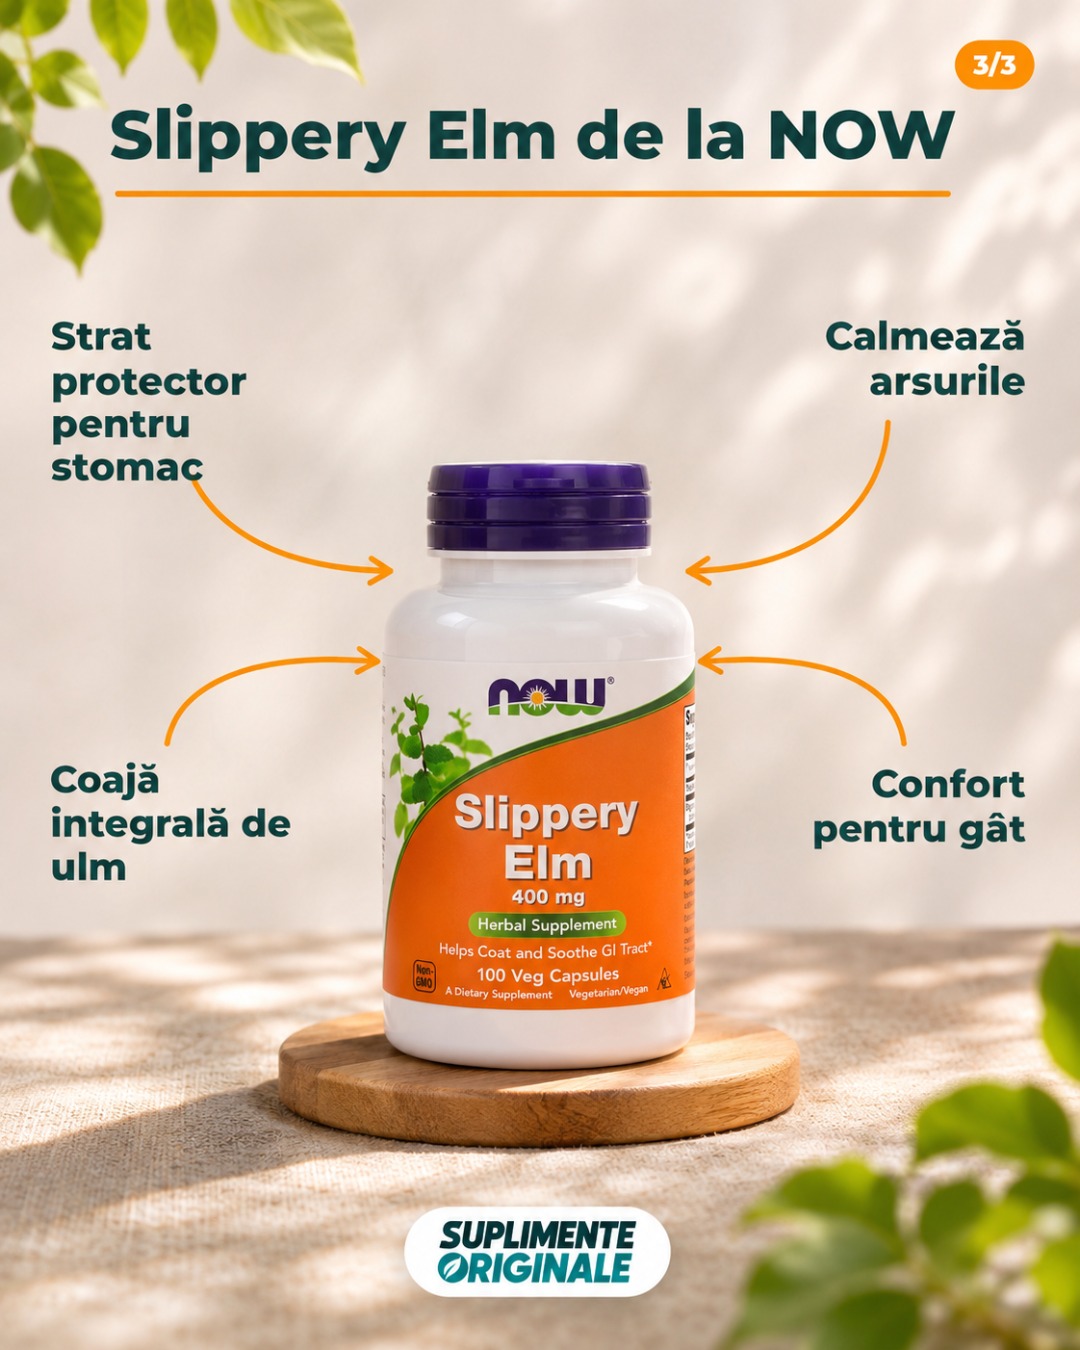 3/3
Slippery Elm de la NOW
Strat
protector
pentru
stomac
Calmează
arsurile
Coajă
integrală de
ulm
Confort
pentru gât
now®
Slippery
Elm
400 mg
Herbal Supplement
Helps Coat and Soothe GI Tract*
100 Veg Capsules
Non-
GMO
A Dietary Supplement Vegetarian/Vegan
SUPLIMENTE
ORIGINALE